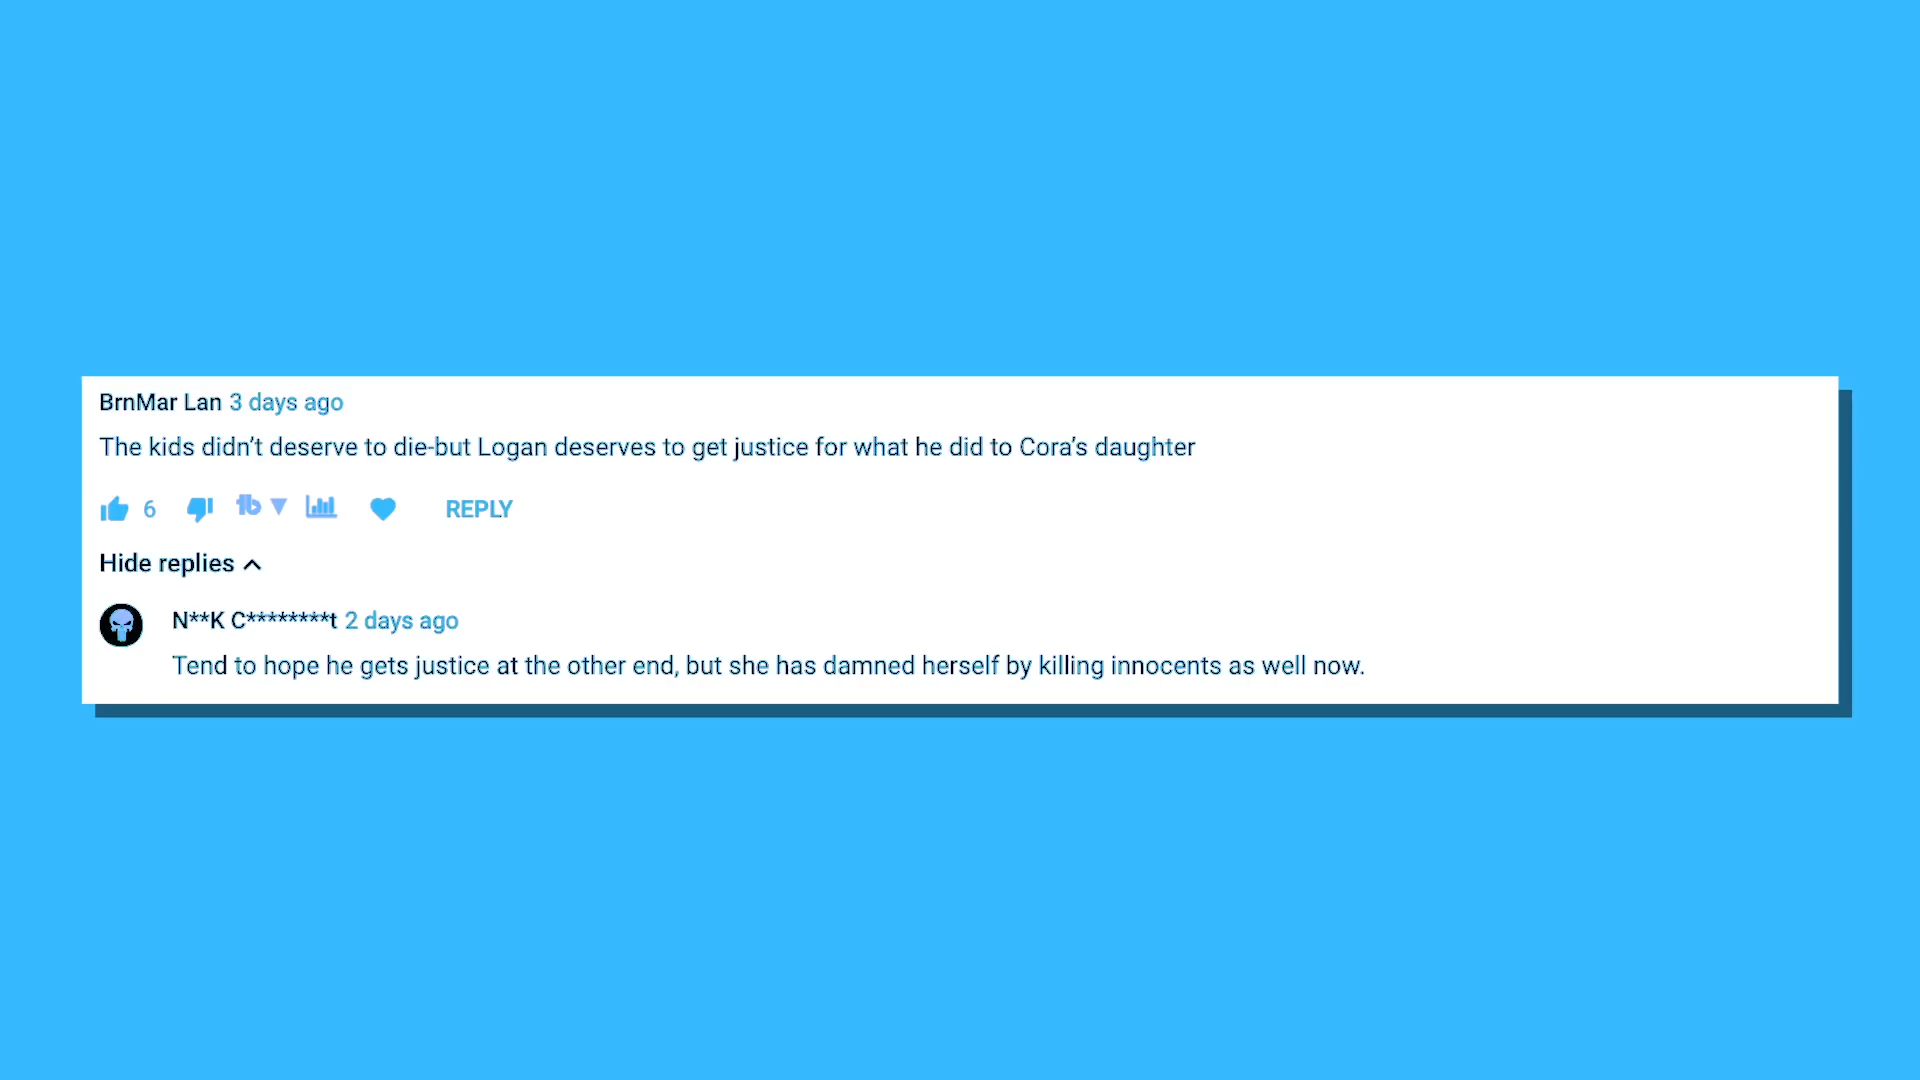 BrnMar Lan 3 days ago
The kids didn't deserve to die-but Logan deserves to get justice for what he did to Cora's daughter
6 tb REPLY
Hide replies
N**K C********t 2 days ago
Tend to hope he gets justice at the other end, but she has damned herself by killing innocents as well now.